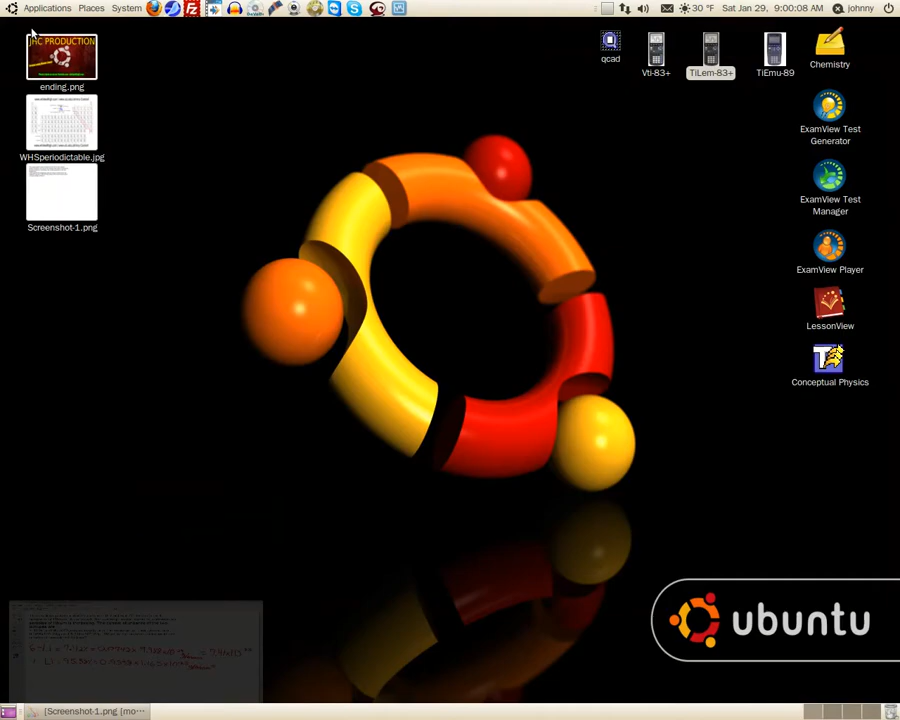 Applications Places System 30 °F Sat Jan 29, 9:00:08 AM johnny
JHC PRODUCTION
ending.png
WHSperiodictable.jpg
Screenshot-1.png
qcad
Vti-83+
TiLem-83+
TiEmu-89
Chemistry
ExamView Test
Generator
ExamView Test
Manager
ExamView Player
LessonView
Conceptual Physics
ubuntu
[Screenshot-1.png [mo…